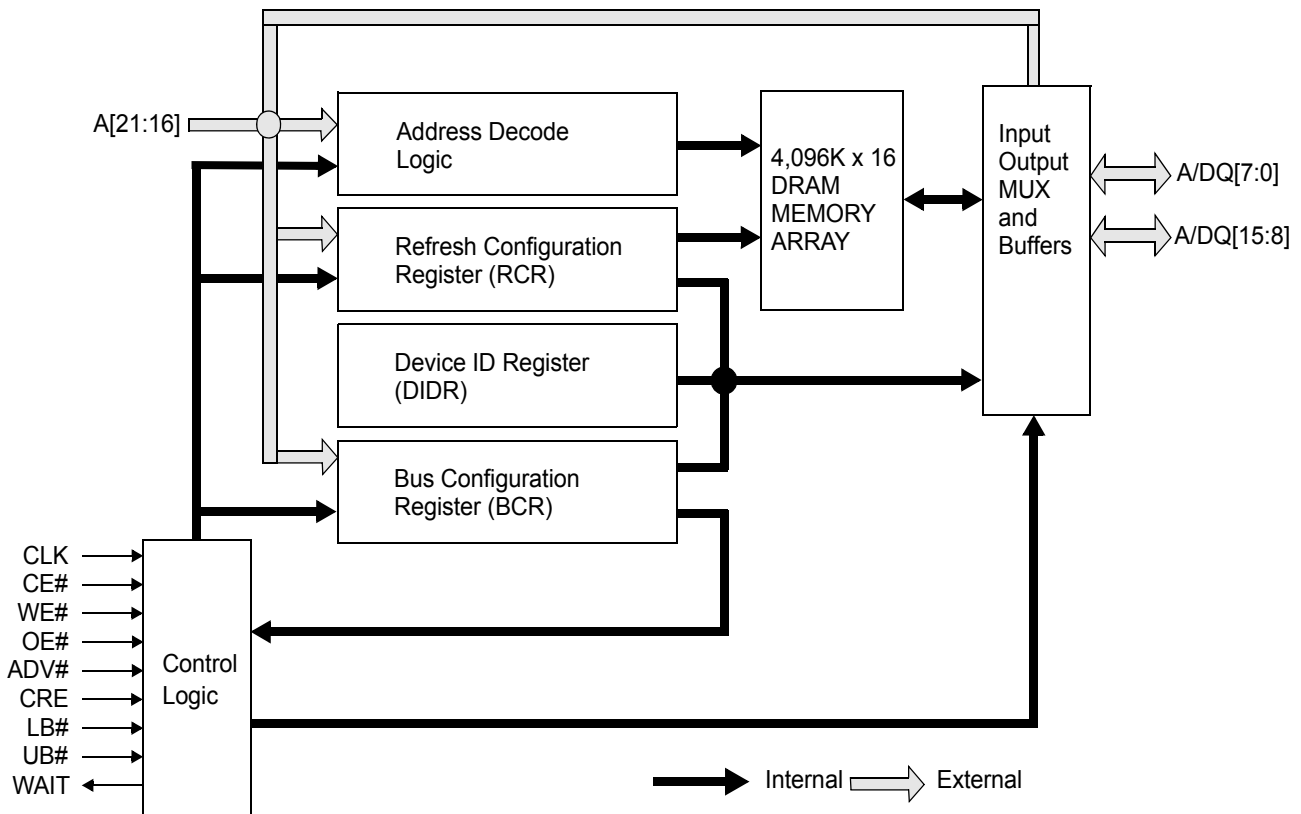 A[21:16]
Address Decode
Logic
4,096K x 16
DRAM
MEMORY
ARRAY
Input
Output
MUX
and
Buffers
A/DQ[7:0]
A/DQ[15:8]
Refresh Configuration
Register (RCR)
Device ID Register
(DIDR)
Bus Configuration
Register (BCR)
CLK
CE#
WE#
OE#
ADV#
CRE
LB#
UB#
WAIT
Control
Logic
Internal
External